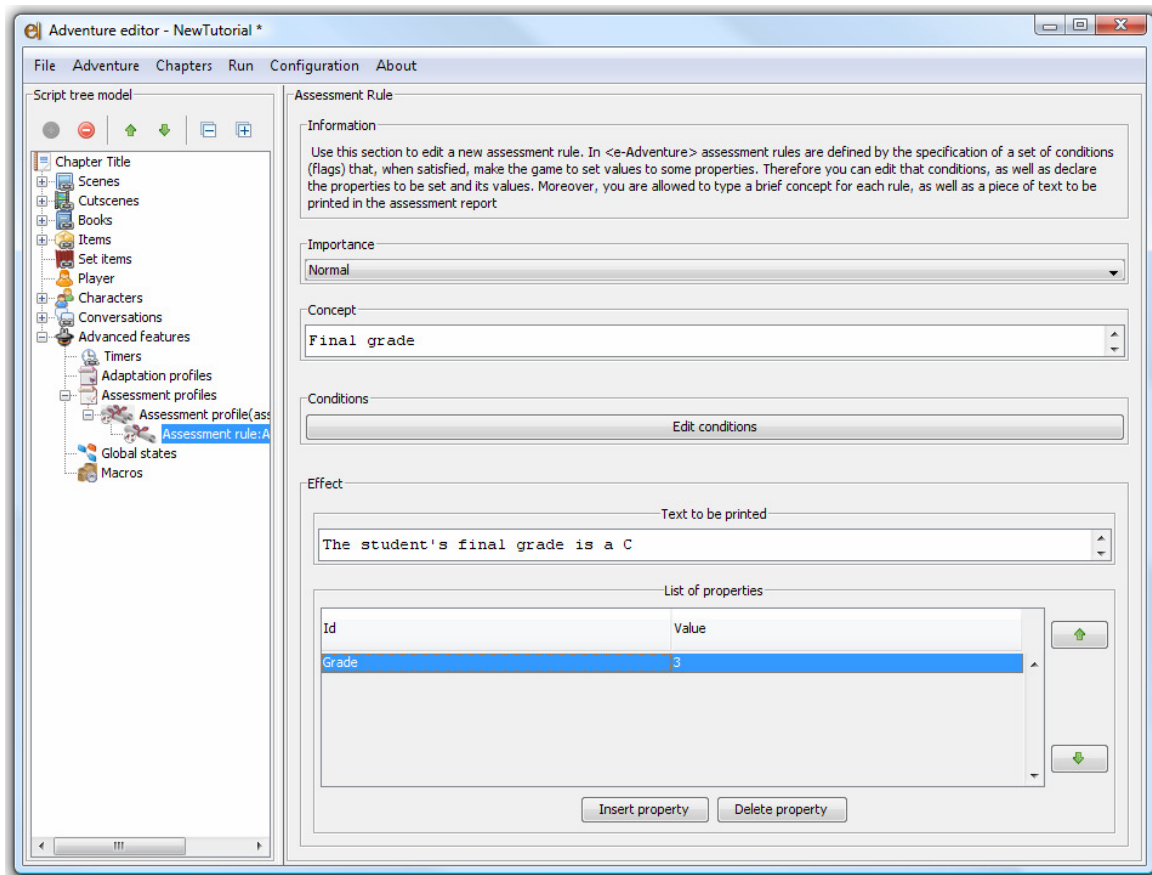 Adventure editor - NewTutorial *
File Adventure Chapters Run Configuration About
Script tree model
Chapter Title
Scenes
Cutscenes
Books
Items
Set items
Player
Characters
Conversations
Advanced features
Timers
Adaptation profiles
Assessment profiles
Assessment profile(ass
Assessment rule:A
Global states
Macros
Assessment Rule
Information
Use this section to edit a new assessment rule. In <e-Adventure> assessment rules are defined by the specification of a set of conditions
(flags) that, when satisfied, make the game to set values to some properties. Therefore you can edit that conditions, as well as declare
the properties to be set and its values. Moreover, you are allowed to type a brief concept for each rule, as well as a piece of text to be
printed in the assessment report
Importance
Normal
Concept
Final grade
Conditions
Edit conditions
Effect
Text to be printed
The student's final grade is a C
List of properties
Id Value
Grade 3
Insert property Delete property